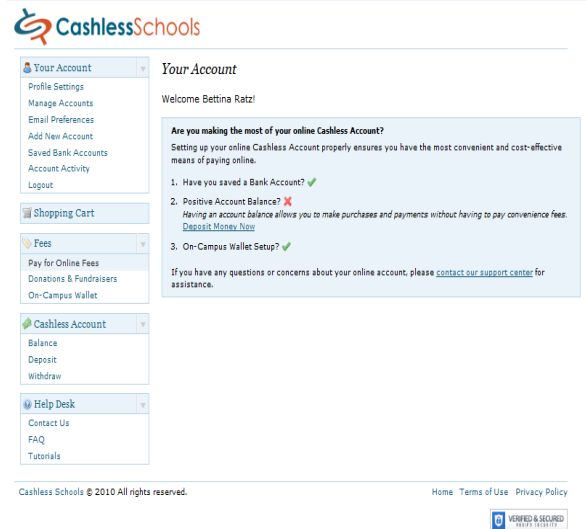 CashlessSchools
Your Account
Profile Settings
Manage Accounts
Email Preferences
Add New Account
Saved Bank Accounts
Account Activity
Logout
Shopping Cart
Fees
Pay for Online Fees
Donations & Fundraisers
On-Campus Wallet
Cashless Account
Balance
Deposit
Withdraw
Help Desk
Contact Us
FAQ
Tutorials
Your Account
Welcome Bettina Ratz!
Are you making the most of your online Cashless Account?
Setting up your online Cashless Account properly ensures you have the most convenient and cost-effective
means of paying online.
1. Have you saved a Bank Account?
2. Positive Account Balance?
Having an account balance allows you to make purchases and payments without having to pay convenience fees.
Deposit Money Now
3. On-Campus Wallet Setup?
If you have any questions or concerns about your online account, please contact our support center for
assistance.
Cashless Schools © 2010 All rights reserved.
Home Terms of Use Privacy Policy
VERIFIED & SECURED